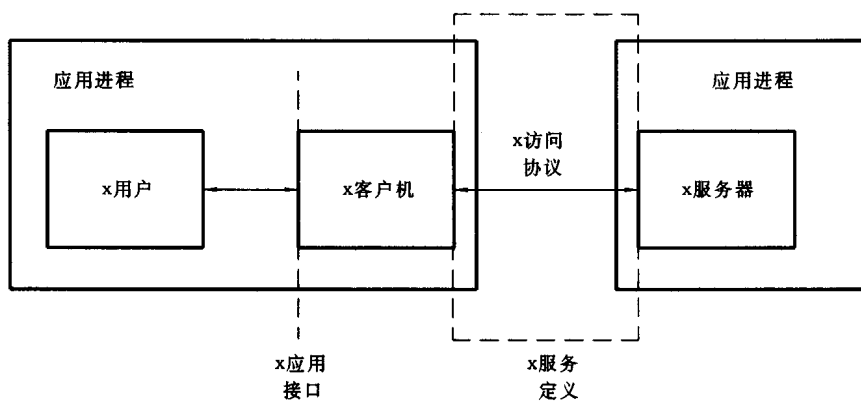 应用进程
应用进程
x访问
协议
x用户
x客户机
x服务器
x应用
接口
x服务
定义